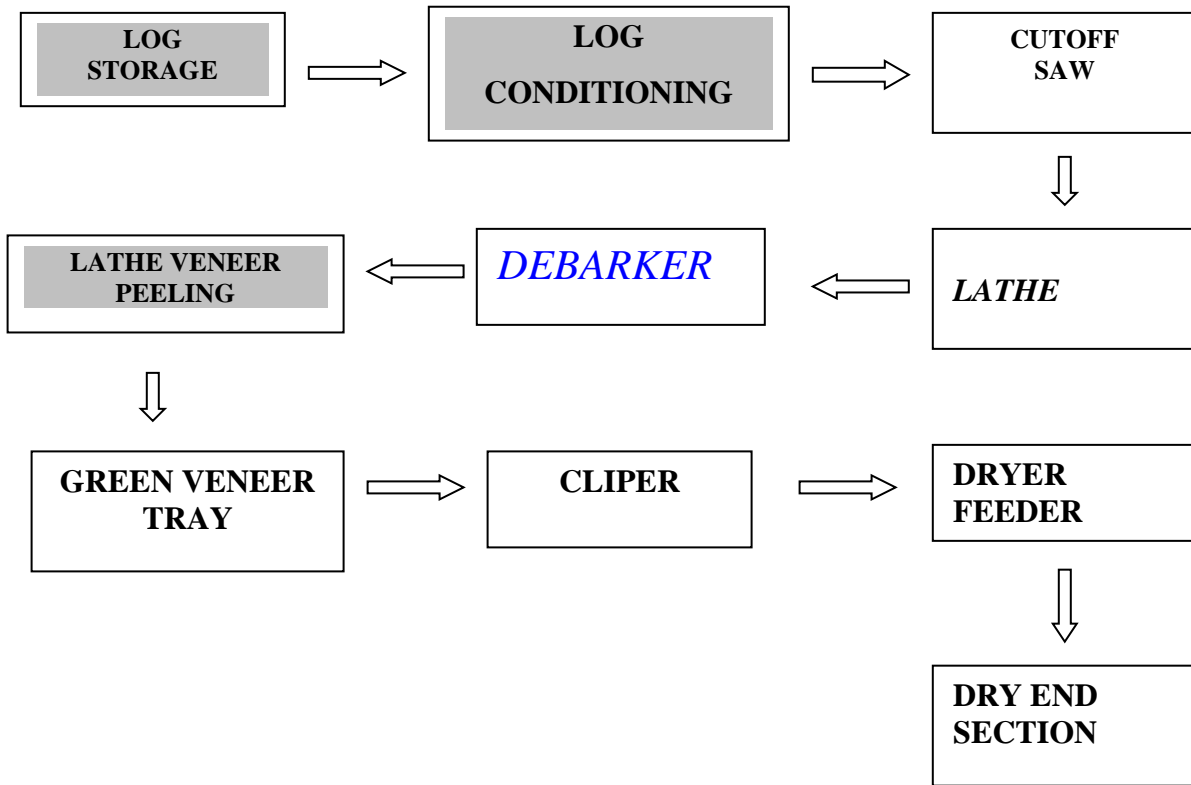 LOG
STORAGE
LOG
CONDITIONING
CUTOFF
SAW
LATHE
DEBARKER
LATHE VENEER
PEELING
GREEN VENEER
TRAY
CLIPER
DRYER
FEEDER
DRY END
SECTION